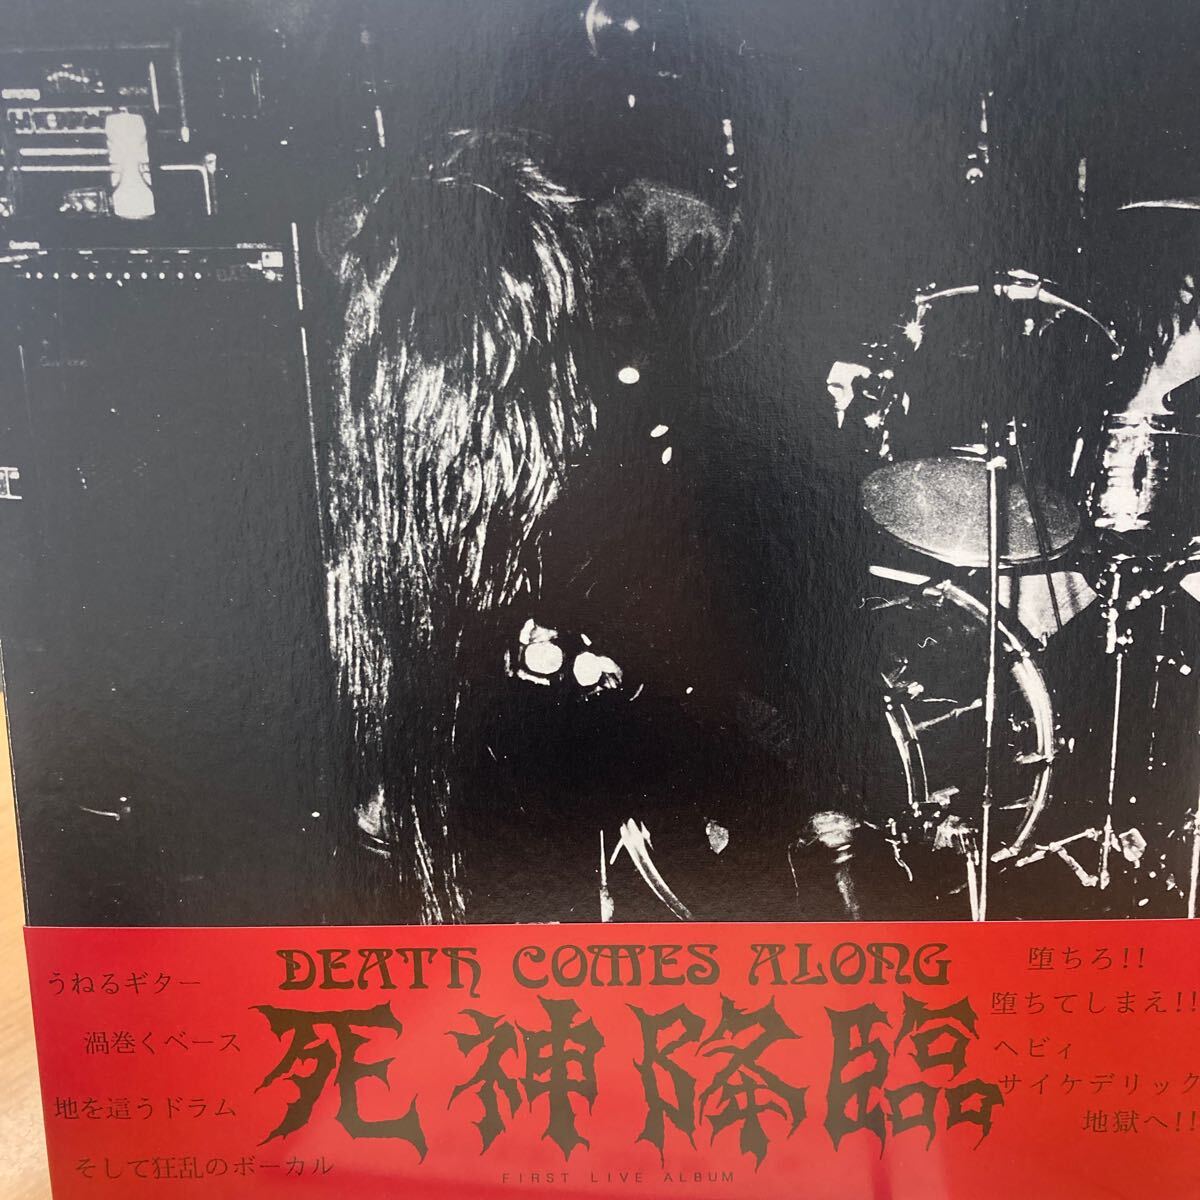 DEATH COMES ALONG
死神降臨
FIRST LIVE ALBUM
うねるギター
渦巻くベース
地を這うドラム
そして狂乱のボーカル
堕ちろ!!
堕ちてしまえ!!
ヘビィ
サイケデリック
地獄へ!!